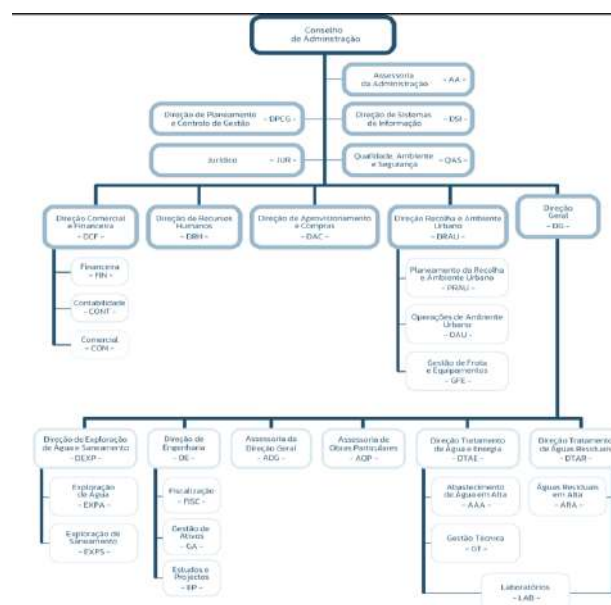 Conselho
de Administração
Assessoria
da Administração
- AA -
Direção de Planeamento
e Controlo de Gestão
- DPCG -
Direção de Sistemas
de Informação
- DSI -
Jurídico
- JUR -
Qualidade, Ambiente
e Segurança
- QAS -
Direção Comercial
e Financeira
- DCF -
Direção de Recursos
Humanos
- DRH -
Direção de Aprovisionamento
e Compras
- DAC -
Direção Recolha e Ambiente
Urbano
- DRAU -
Direção
Geral
- DG -
Financeira
- FIN -
Contabilidade
- CONT -
Comercial
- COM -
Planeamento da Recolha
e Ambiente Urbano
- PRAU -
Operações de Ambiente
Urbano
- OAU -
Gestão de Frota
e Equipamentos
- GFE -
Direção de Exploração
de Água e Saneamento
- DEXP -
Direção de
Engenharia
- DE -
Assessoria da
Direção Geral
- ADG -
Assessoria de
Obras Particulares
- AOP -
Direção Tratamento
de Água e Energia
- DTAE -
Direção Tratamento
de Águas Residuais
- DTAR -
Exploração
de Água
- EXPA -
Exploração de
Saneamento
- EXPS -
Fiscalização
- FISC -
Gestão de
Ativos
- GA -
Estudos e
Projectos
- EP -
Abastecimento
de Água em Alta
- AAA -
Gestão Técnica
- GT -
Águas Residuais
em Alta
- ARA -
Laboratórios
- LAB -